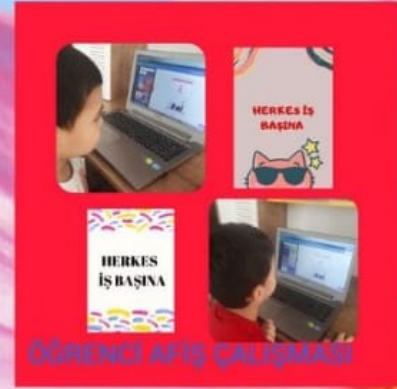 HERKES İŞ
BAŞINA
HERKES
İŞ BAŞINA
ÖĞRENCİ AFİŞ ÇALIŞMASI